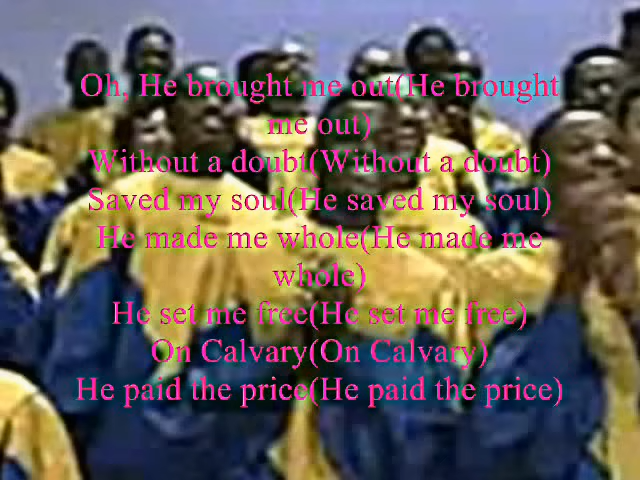 Oh, He brought me out(He brought
me out)
Without a doubt(Without a doubt)
Saved my soul(He saved my soul)
He made me whole(He made me
whole)
He set me free(He set me free)
On Calvary(On Calvary)
He paid the price(He paid the price)